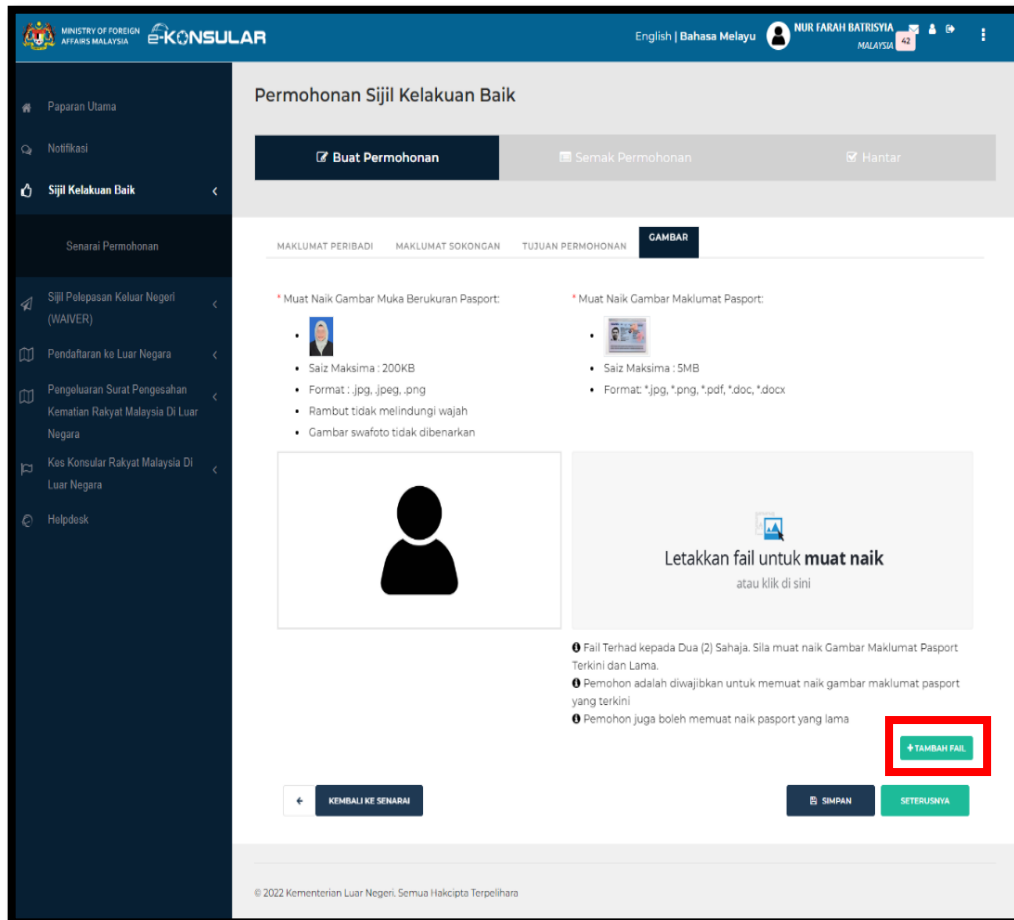 MINISTRY OF FOREIGN
AFFAIRS MALAYSIA
e-KONSULAR
English | Bahasa Melayu
NUR FARAH BATRISYIA
MALAYSIA
42
Paparan Utama
Notifikasi
Sijil Kelakuan Baik
Senarai Permohonan
Sijil Pelepasan Keluar Negeri
(WAIVER)
Pendaftaran ke Luar Negara
Pengeluaran Surat Pengesahan
Kematian Rakyat Malaysia Di Luar
Negara
Kes Konsular Rakyat Malaysia Di
Luar Negara
Helpdesk
Permohonan Sijil Kelakuan Baik
Buat Permohonan
Semak Permohonan
Hantar
MAKLUMAT PERIBADI
MAKLUMAT SOKONGAN
TUJUAN PERMOHONAN
GAMBAR
* Muat Naik Gambar Muka Berukuran Pasport:
• Saiz Maksima : 200KB
• Format : .jpg, .jpeg, .png
• Rambut tidak melindungi wajah
• Gambar swafoto tidak dibenarkan
* Muat Naik Gambar Maklumat Pasport:
• Saiz Maksima : 5MB
• Format: *.jpg, *.png, *.pdf, *.doc, *.docx
Letakkan fail untuk muat naik
atau klik di sini
Fail Terhad kepada Dua (2) Sahaja. Sila muat naik Gambar Maklumat Pasport
Terkini dan Lama.
Pemohon adalah diwajibkan untuk memuat naik gambar maklumat pasport
yang terkini
Pemohon juga boleh memuat naik pasport yang lama
+ TAMBAH FAIL
KEMBALI KE SENARAI
SIMPAN
SETERUSNYA
© 2022 Kementerian Luar Negeri. Semua Hakcipta Terpelihara